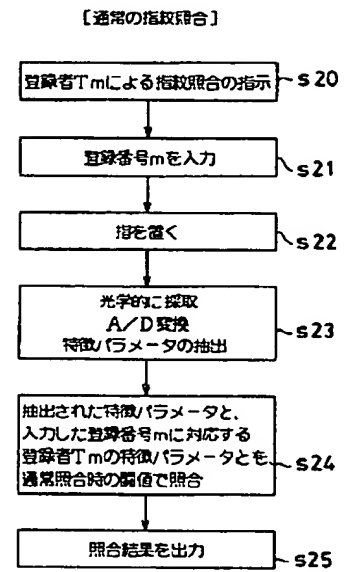 ［通常の指紋照合］
登録者Tmによる指紋照合の指示
s20
登録番号mを入力
s21
指を置く
s22
光学的に採取
A／D変換
特徴パラメータの抽出
s23
抽出された特徴パラメータと、
入力した登録番号mに対応する
登録者Tmの特徴パラメータとを
通常照合時の閾値で照合
s24
照合結果を出力
s25